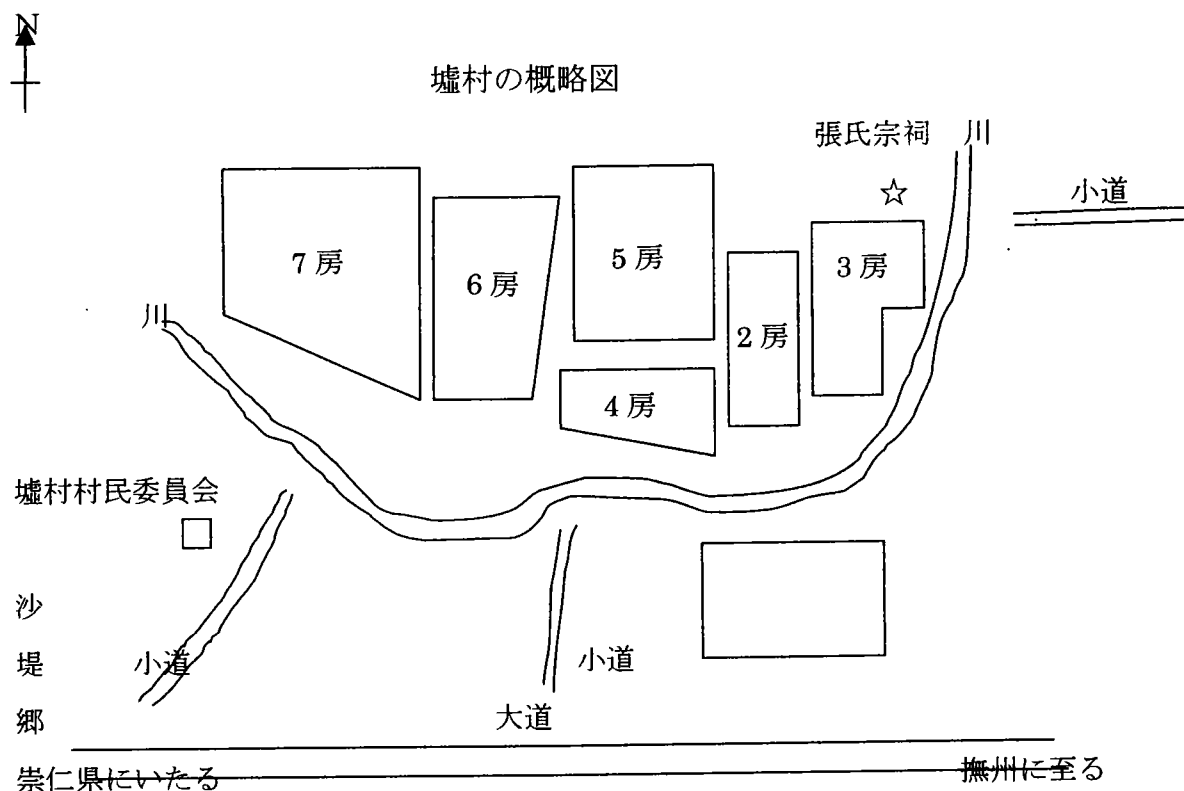 N
墟村の概略図
張氏宗祠
川
小道
7房
6房
5房
3房
2房
4房
川
墟村村民委員会
沙堤郷
小道
小道
大道
崇仁県にいたる
撫州に至る